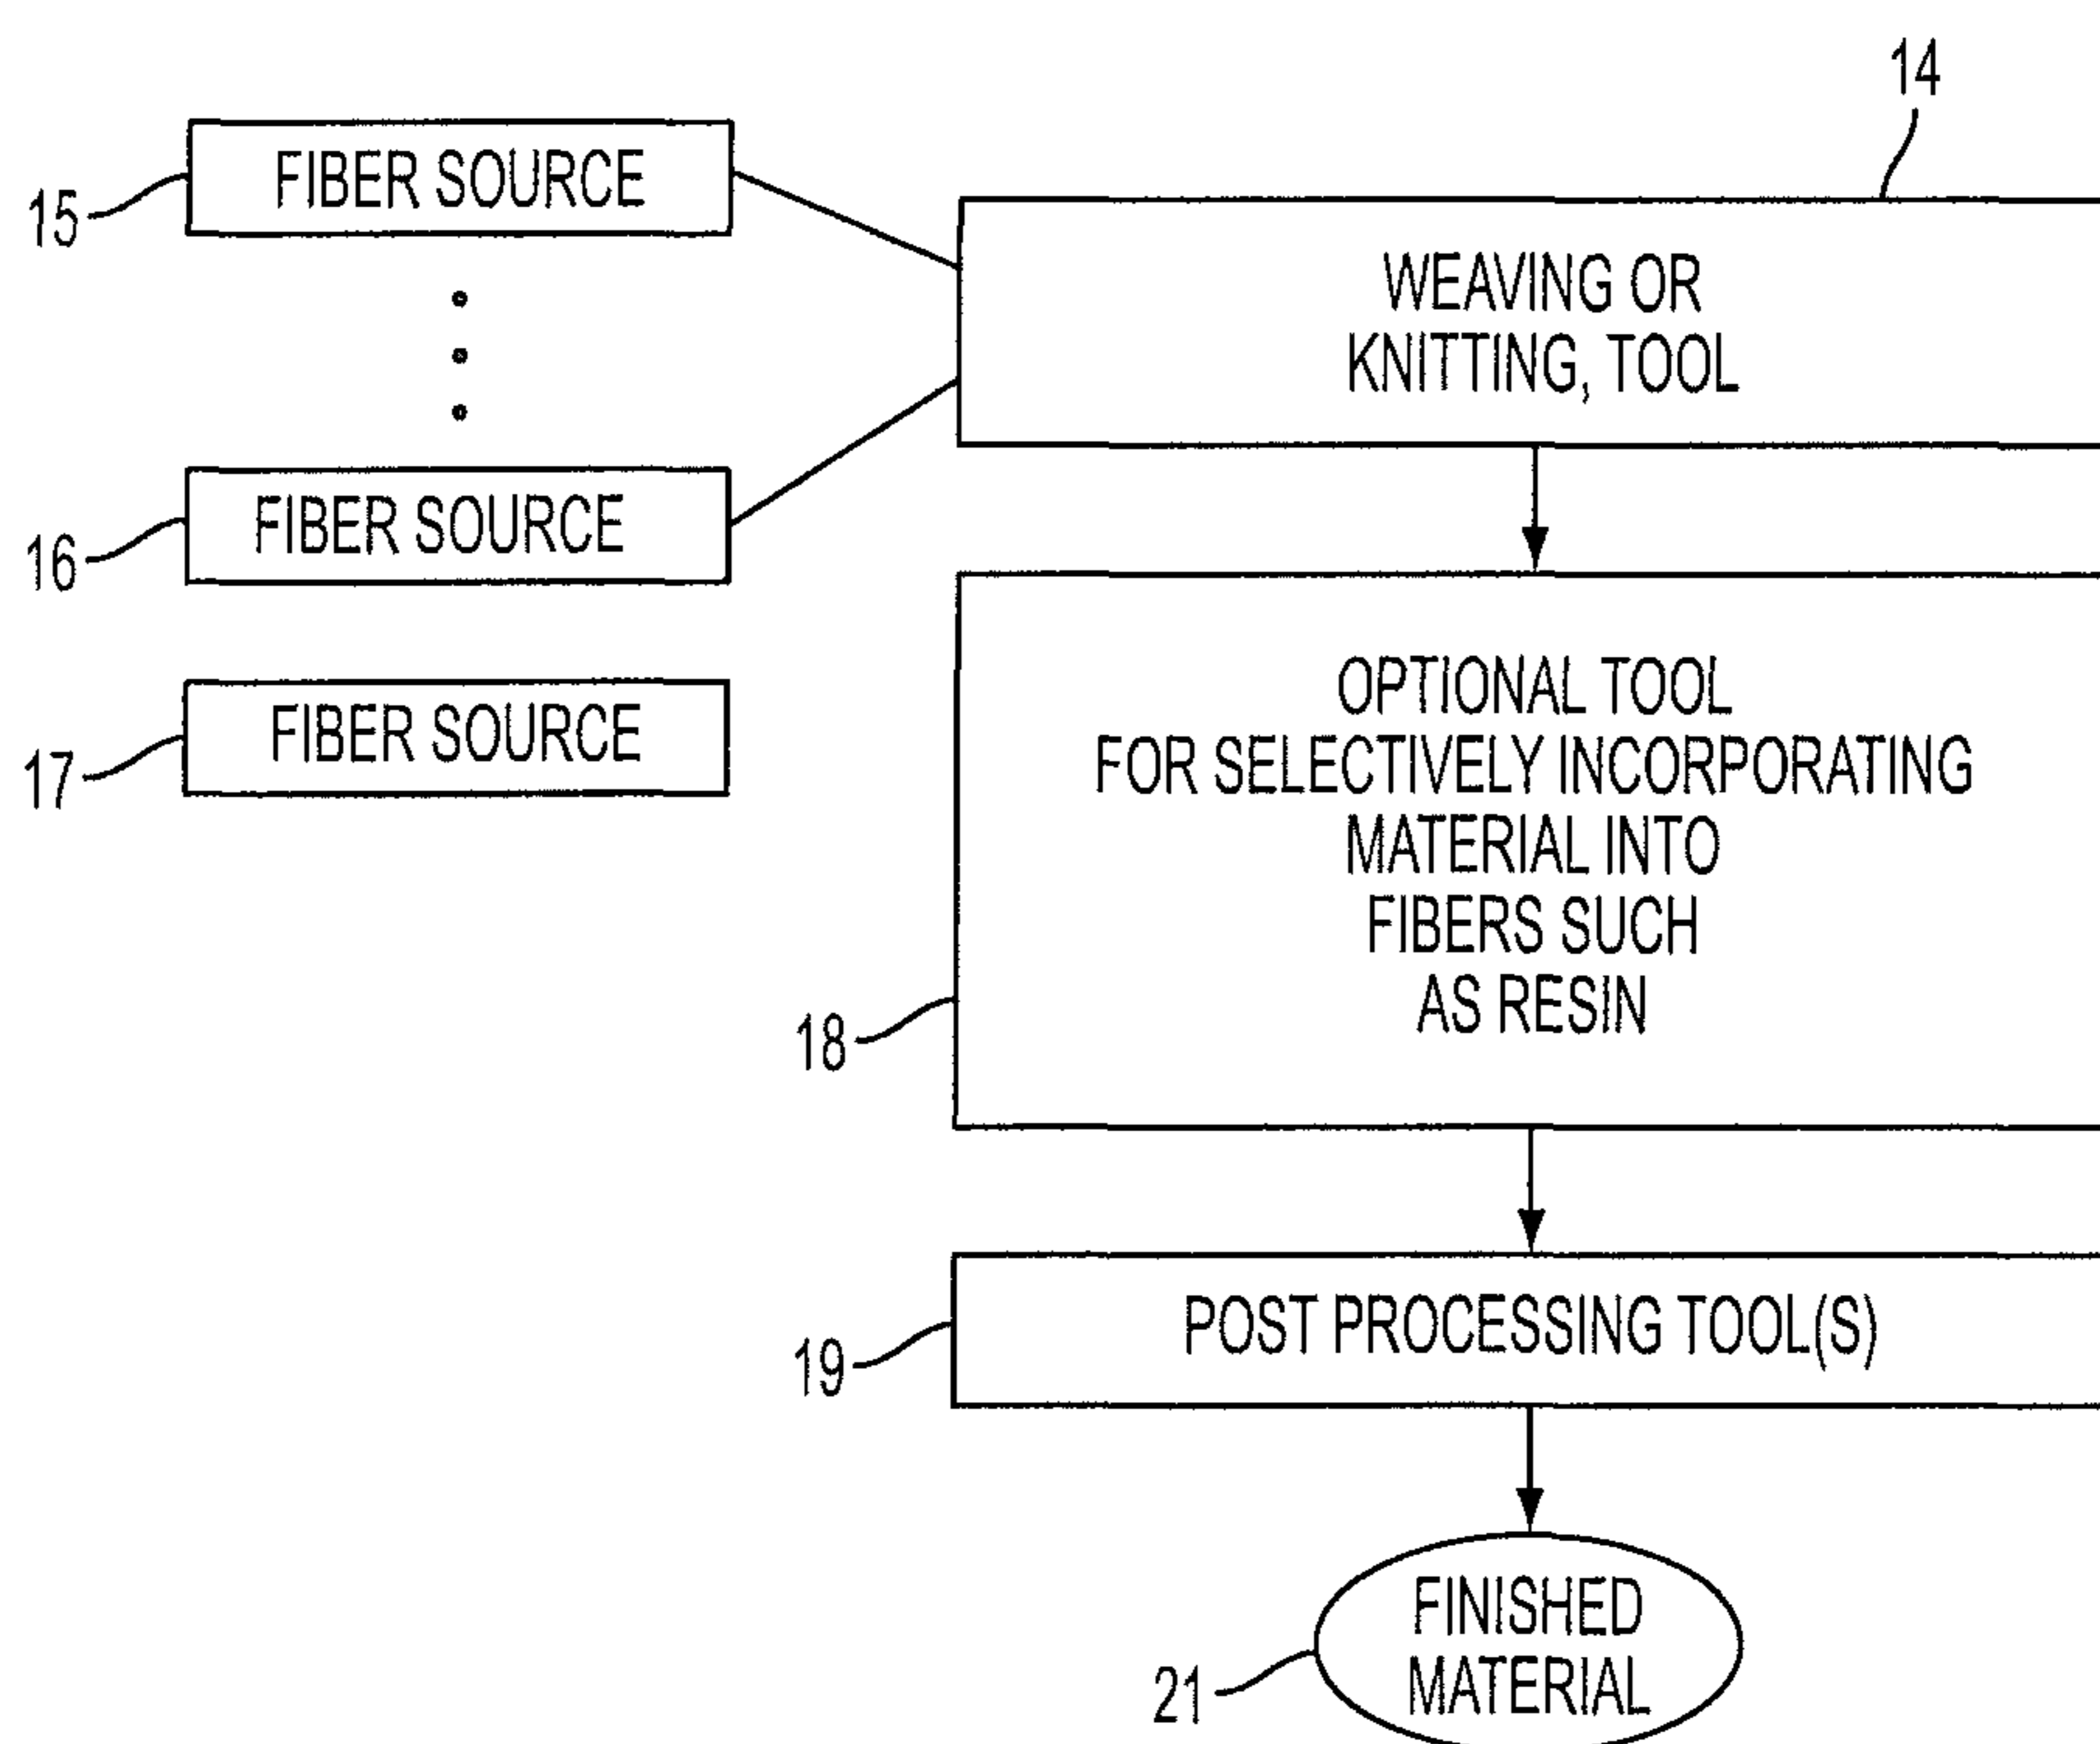 14
15
FIBER SOURCE
WEAVING OR
KNITTING, TOOL
16
FIBER SOURCE
17
FIBER SOURCE
OPTIONAL TOOL
FOR SELECTIVELY INCORPORATING
MATERIAL INTO
FIBERS SUCH
AS RESIN
18
POST PROCESSING TOOL(S)
19
FINISHED
MATERIAL
21